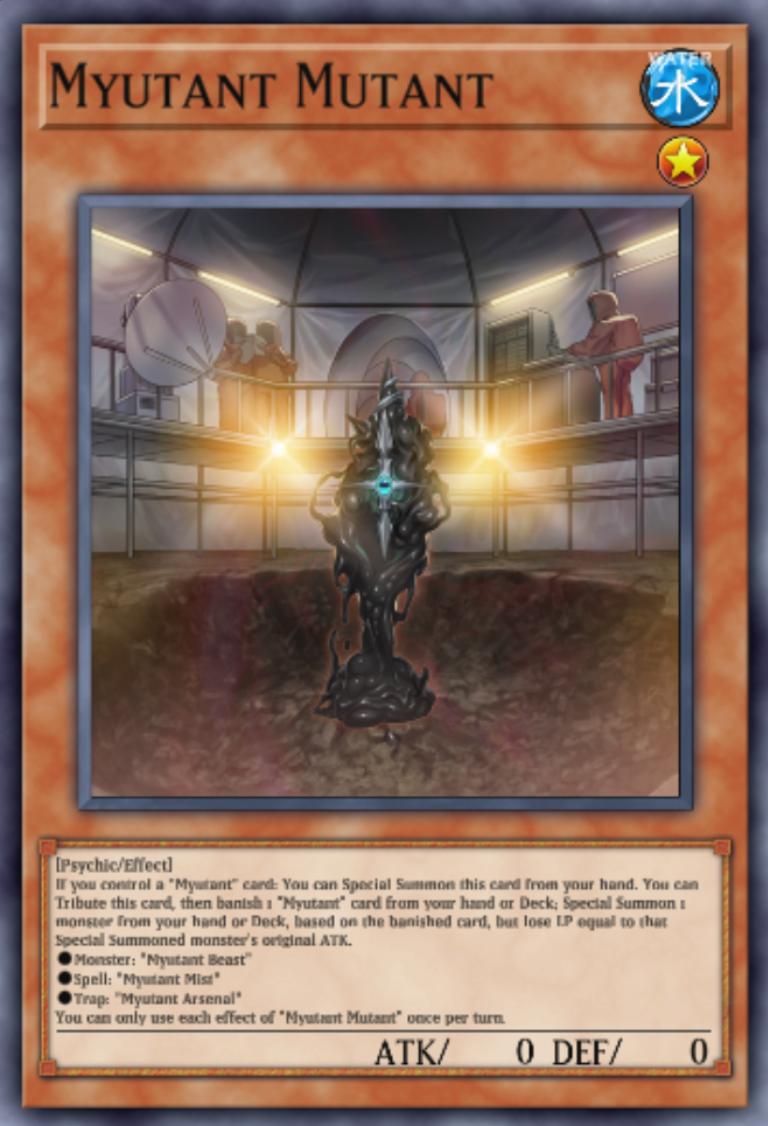 Myutant Mutant
WATER
水
[Psychic/Effect]
If you control a "Myutant" card: You can Special Summon this card from your hand. You can
Tribute this card, then banish 1 "Myutant" card from your hand or Deck; Special Summon 1
monster from your hand or Deck, based on the banished card, but lose LP equal to that
Special Summoned monster's original ATK.
●Monster: "Myutant Beast"
●Spell: "Myutant Mist"
●Trap: "Myutant Arsenal"
You can only use each effect of "Myutant Mutant" once per turn.
ATK/ 0 DEF/ 0